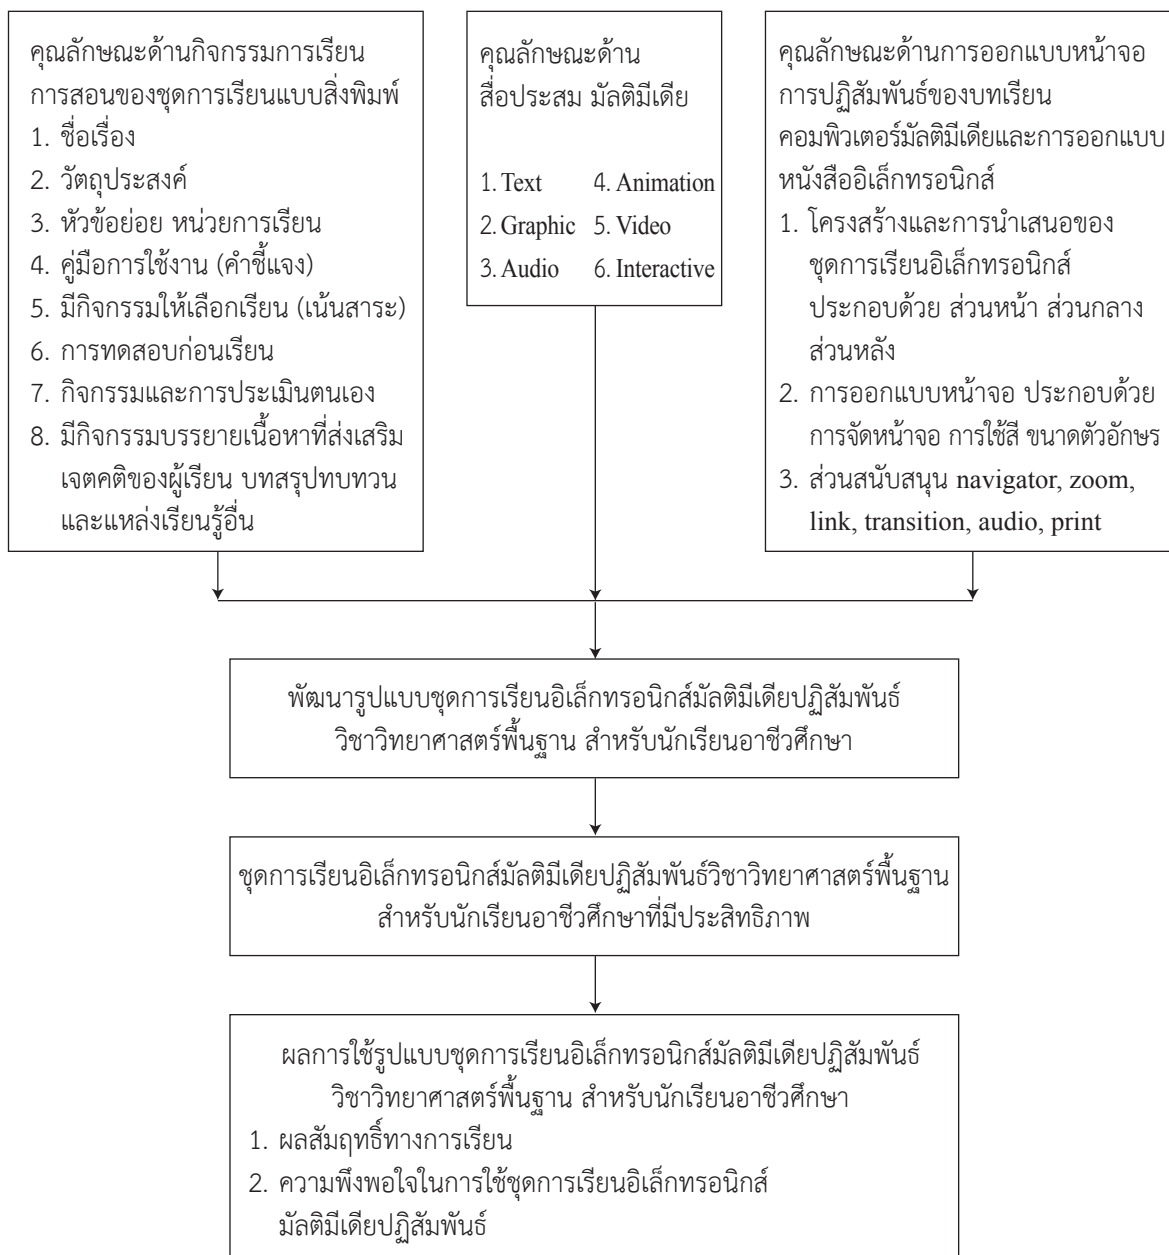 คุณลักษณะด้านกิจกรรมการเรียน
การสอนของชุดการเรียนแบบสิ่งพิมพ์
1. ชื่อเรื่อง
2. วัตถุประสงค์
3. หัวข้อย่อย หน่วยการเรียน
4. คู่มือการใช้งาน (คำชี้แจง)
5. มีกิจกรรมให้เลือกเรียน (เน้นสาระ)
6. การทดสอบก่อนเรียน
7. กิจกรรมและการประเมินตนเอง
8. มีกิจกรรมบรรยายเนื้อหาที่ส่งเสริม
เจตคติของผู้เรียน บทสรุปทบทวน
และแหล่งเรียนรู้อื่น
คุณลักษณะด้าน
สื่อประสม มัลติมีเดีย
1. Text 4. Animation
2. Graphic 5. Video
3. Audio 6. Interactive
คุณลักษณะด้านการออกแบบหน้าจอ
การปฏิสัมพันธ์ของบทเรียน
คอมพิวเตอร์มัลติมีเดียและการออกแบบ
หนังสืออิเล็กทรอนิกส์
1. โครงสร้างและการนำเสนอของ
ชุดการเรียนอิเล็กทรอนิกส์
ประกอบด้วย ส่วนหน้า ส่วนกลาง
ส่วนหลัง
2. การออกแบบหน้าจอ ประกอบด้วย
การจัดหน้าจอ การใช้สี ขนาดตัวอักษร
3. ส่วนสนับสนุน navigator, zoom,
link, transition, audio, print
พัฒนารูปแบบชุดการเรียนอิเล็กทรอนิกส์มัลติมีเดียปฏิสัมพันธ์
วิชาวิทยาศาสตร์พื้นฐาน สำหรับนักเรียนอาชีวศึกษา
ชุดการเรียนอิเล็กทรอนิกส์มัลติมีเดียปฏิสัมพันธ์วิชาวิทยาศาสตร์พื้นฐาน
สำหรับนักเรียนอาชีวศึกษาที่มีประสิทธิภาพ
ผลการใช้รูปแบบชุดการเรียนอิเล็กทรอนิกส์มัลติมีเดียปฏิสัมพันธ์
วิชาวิทยาศาสตร์พื้นฐาน สำหรับนักเรียนอาชีวศึกษา
1. ผลสัมฤทธิ์ทางการเรียน
2. ความพึงพอใจในการใช้ชุดการเรียนอิเล็กทรอนิกส์
มัลติมีเดียปฏิสัมพันธ์